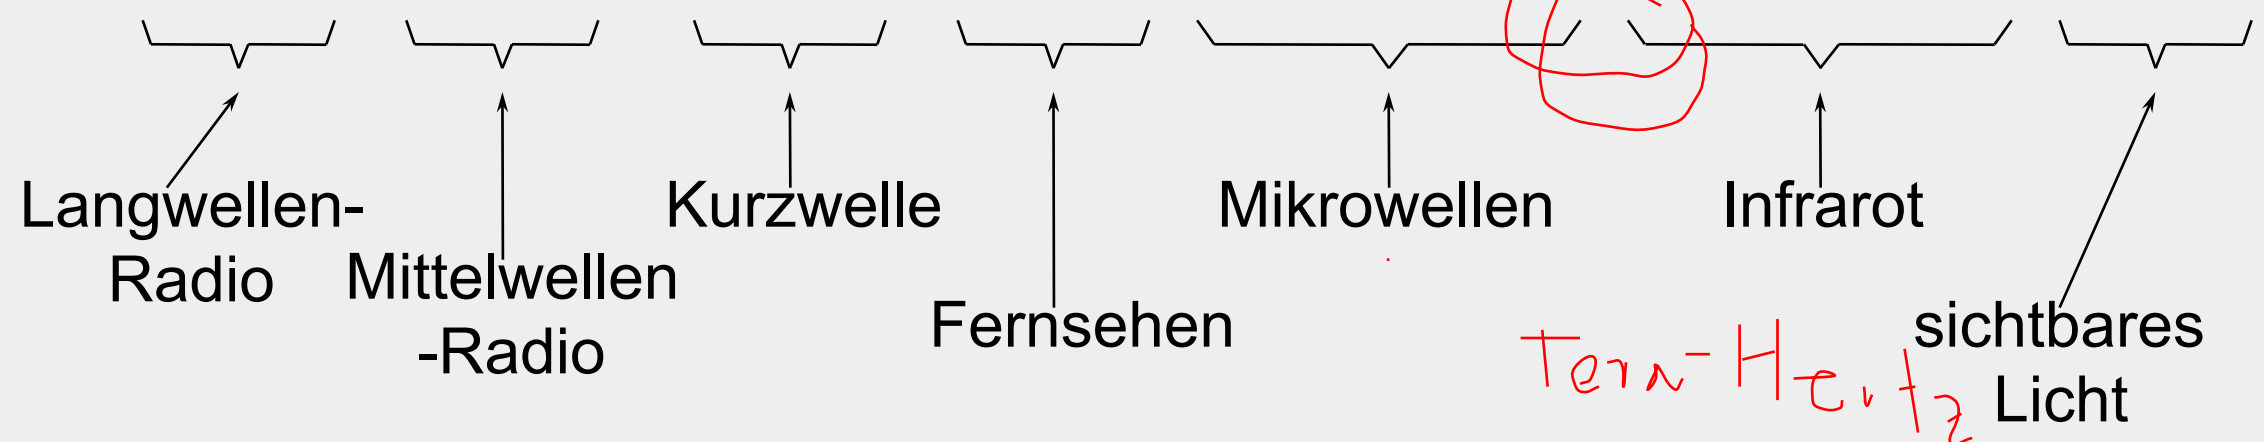 Langwellen-
Radio
Mittelwellen
-Radio
Kurzwelle
Fernsehen
Mikrowellen
Infrarot
sichtbares
Licht
Tera-Hertz